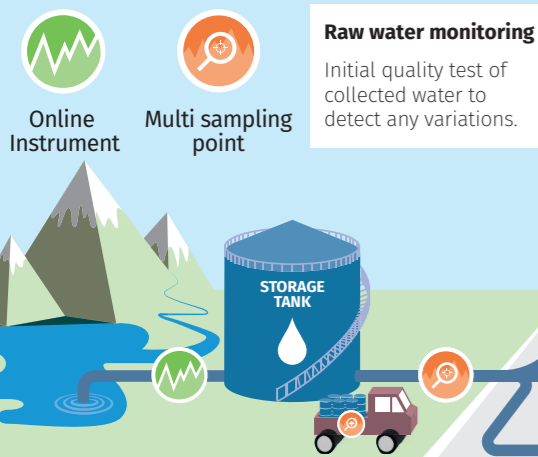 Online
Instrument
Multi sampling
point
Raw water monitoring
Initial quality test of
collected water to
detect any variations.
STORAGE
TANK